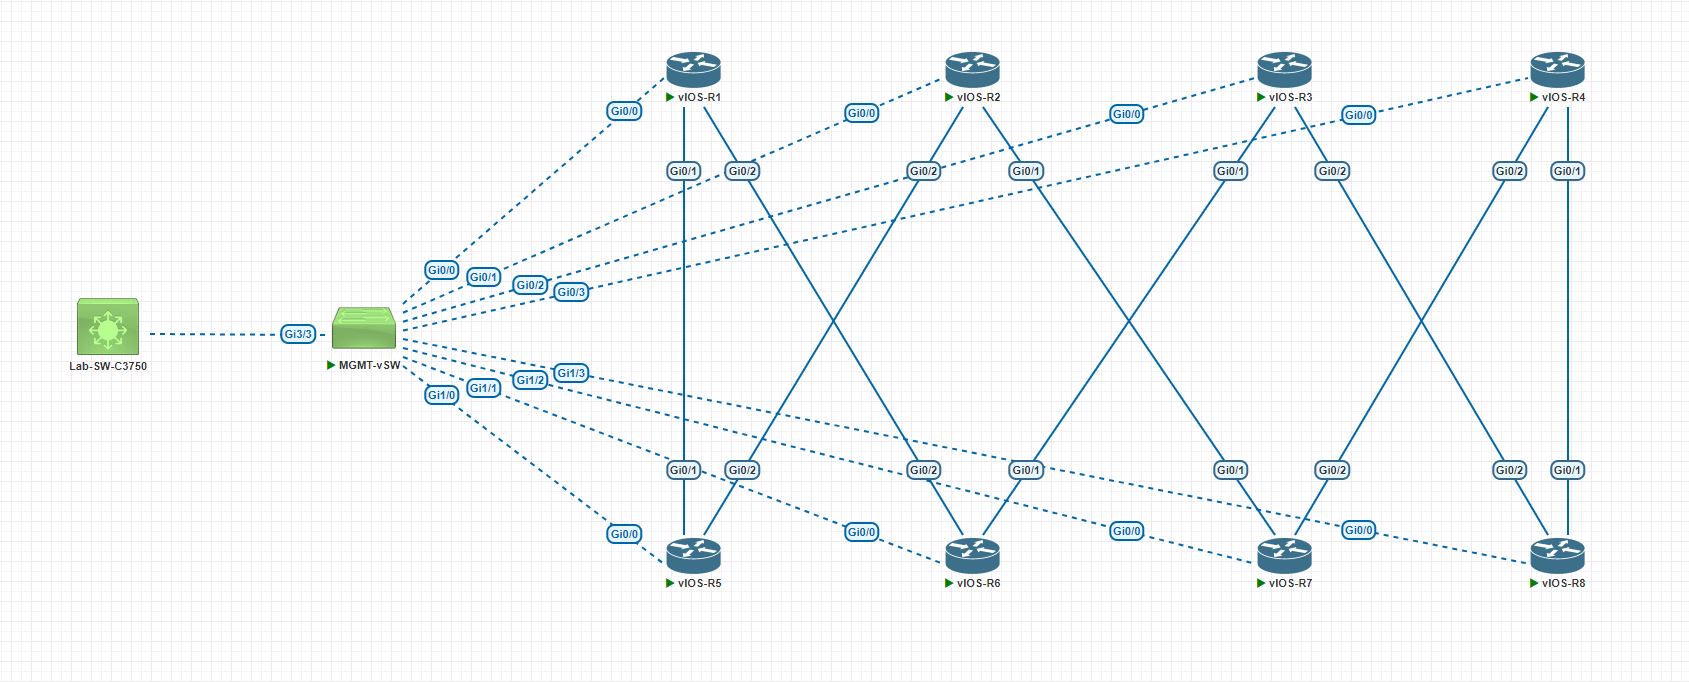 vIOS-R1
vIOS-R2
vIOS-R3
vIOS-R4
Gi0/0
Gi0/0
Gi0/0
Gi0/0
Gi0/1
Gi0/2
Gi0/2
Gi0/1
Gi0/1
Gi0/2
Gi0/2
Gi0/1
Gi0/0
Gi0/1
Gi0/2
Gi0/3
Gi3/3
Lab-SW-C3750
MGMT-vSW
Gi1/0
Gi1/1
Gi1/2
Gi1/3
Gi0/1
Gi0/2
Gi0/2
Gi0/1
Gi0/1
Gi0/2
Gi0/2
Gi0/1
Gi0/0
Gi0/0
Gi0/0
Gi0/0
vIOS-R5
vIOS-R6
vIOS-R7
vIOS-R8